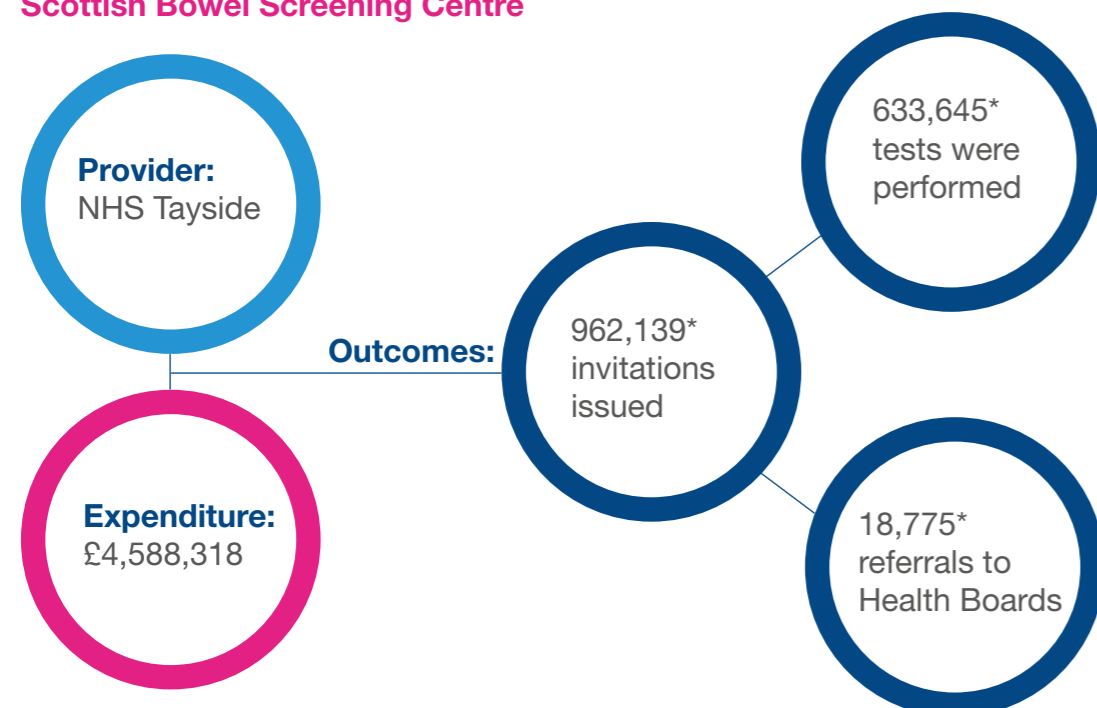 Scottish Bowel Screening Centre
Provider:
NHS Tayside
Expenditure:
£4,588,318
Outcomes:
962,139*
invitations
issued
633,645*
tests were
performed
18,775*
referrals to
Health Boards